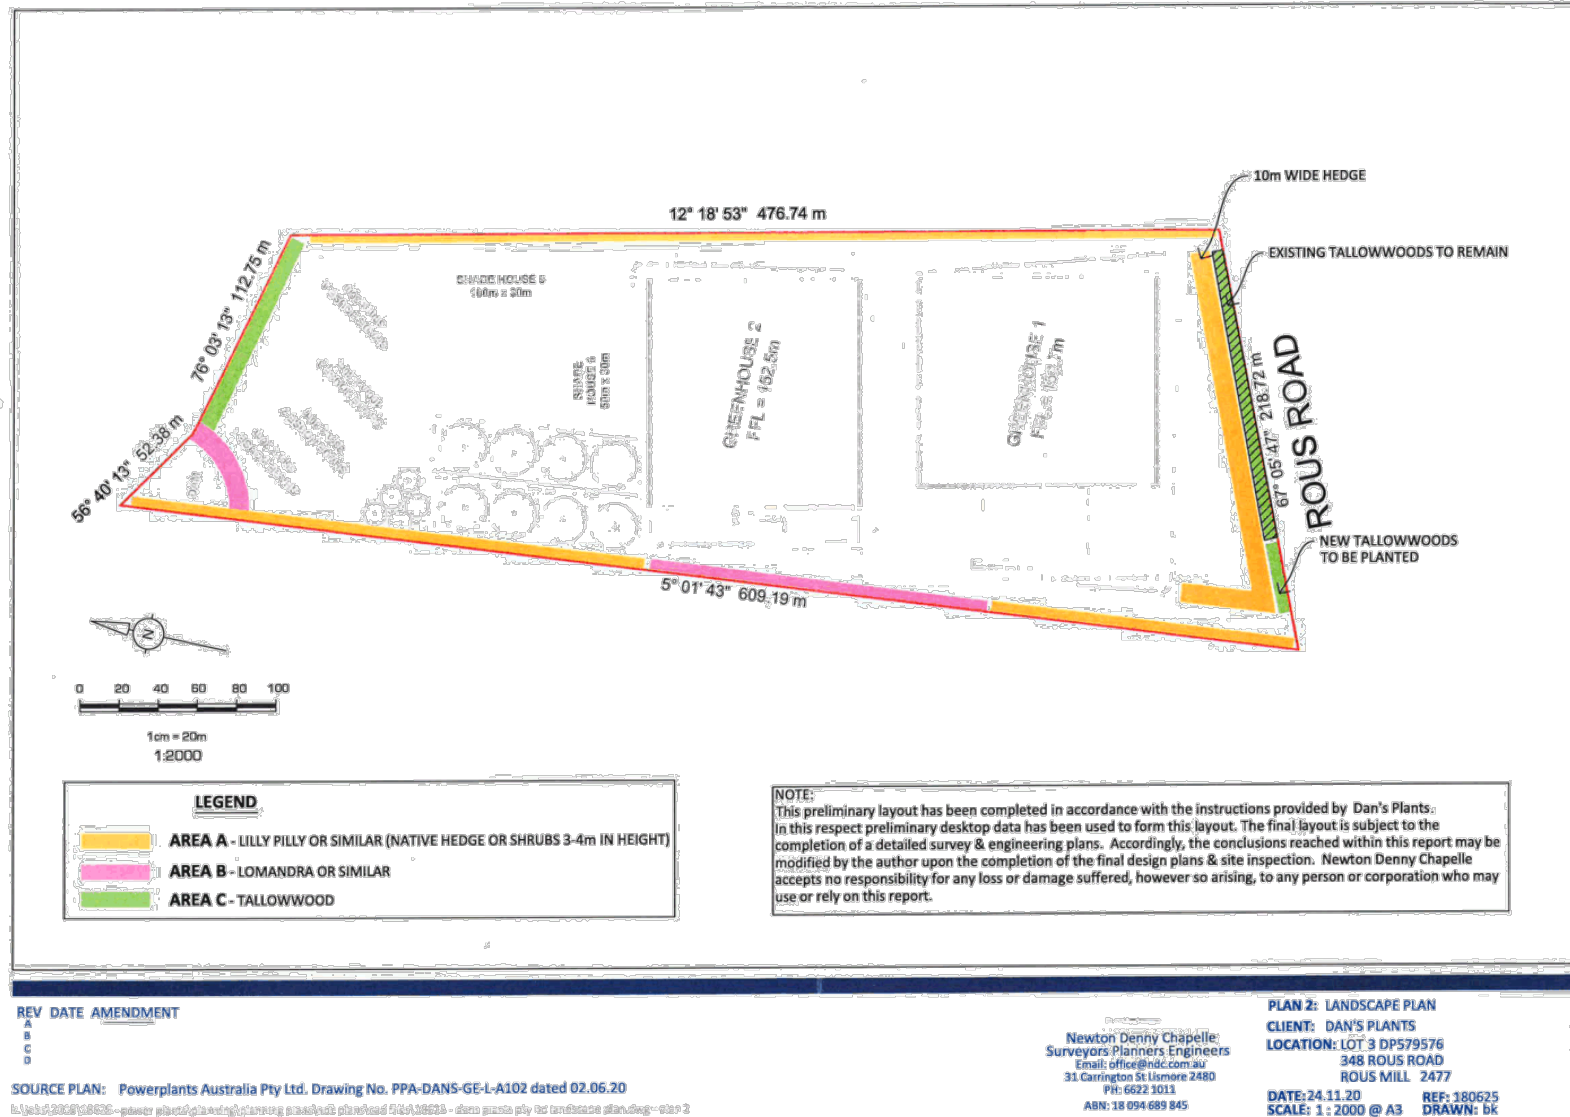 10m WIDE HEDGE
12° 18' 53"  476.74 m
EXISTING TALLOWWOODS TO REMAIN
76° 03' 13"  112.75 m
SHADE HOUSE 5
SHADE
HOUSE 6
GREENHOUSE 2
FFL = 162.5m
GREENHOUSE 1
67° 05' 47"  218.72 m
ROUS ROAD
56° 40' 13"  52.38 m
NEW TALLOWWOODS
TO BE PLANTED
5° 01' 43"  609.19 m
N
0 20 40 60 80 100
1cm = 20m
1:2000
LEGEND
AREA A - LILLY PILLY OR SIMILAR (NATIVE HEDGE OR SHRUBS 3-4m IN HEIGHT)
AREA B - LOMANDRA OR SIMILAR
AREA C - TALLOWWOOD
NOTE:
This preliminary layout has been completed in accordance with the instructions provided by Dan's Plants.
In this respect preliminary desktop data has been used to form this layout. The final layout is subject to the
completion of a detailed survey & engineering plans. Accordingly, the conclusions reached within this report may be
modified by the author upon the completion of the final design plans & site inspection. Newton Denny Chapelle
accepts no responsibility for any loss or damage suffered, however so arising, to any person or corporation who may
use or rely on this report.
REV DATE AMENDMENT
A
B
C
D
SOURCE PLAN: Powerplants Australia Pty Ltd. Drawing No. PPA-DANS-GE-L-A102 dated 02.06.20
Newton Denny Chapelle
Surveyors Planners Engineers
Email: office@ndc.com.au
31 Carrington St Lismore 2480
PH: 6622 1011
ABN: 18 094 689 845
PLAN 2: LANDSCAPE PLAN
CLIENT: DAN'S PLANTS
LOCATION: LOT 3 DP579576
348 ROUS ROAD
ROUS MILL 2477
DATE: 24.11.20 REF: 180625
SCALE: 1 : 2000 @ A3 DRAWN: bk